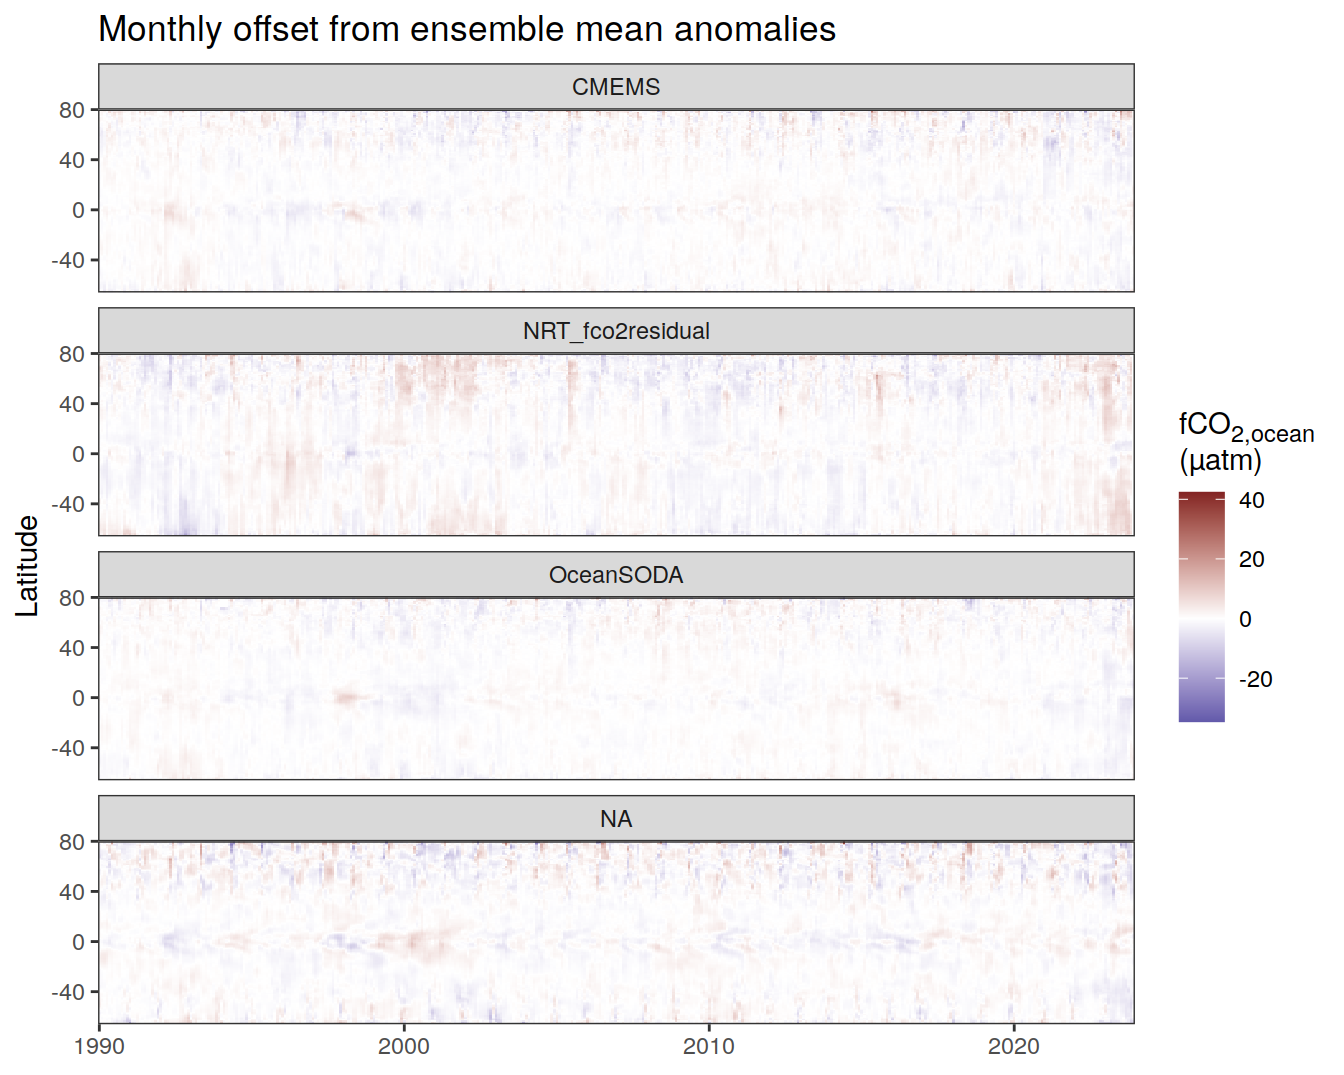 Monthly offset from ensemble mean anomalies
CMEMS
80
40
0
-40
NRT_fco2residual
80
40
0
-40
OceanSODA
80
40
0
-40
NA
80
40
0
-40
1990 2000 2010 2020
Latitude
fCO2,ocean
(µatm)
40
20
0
-20